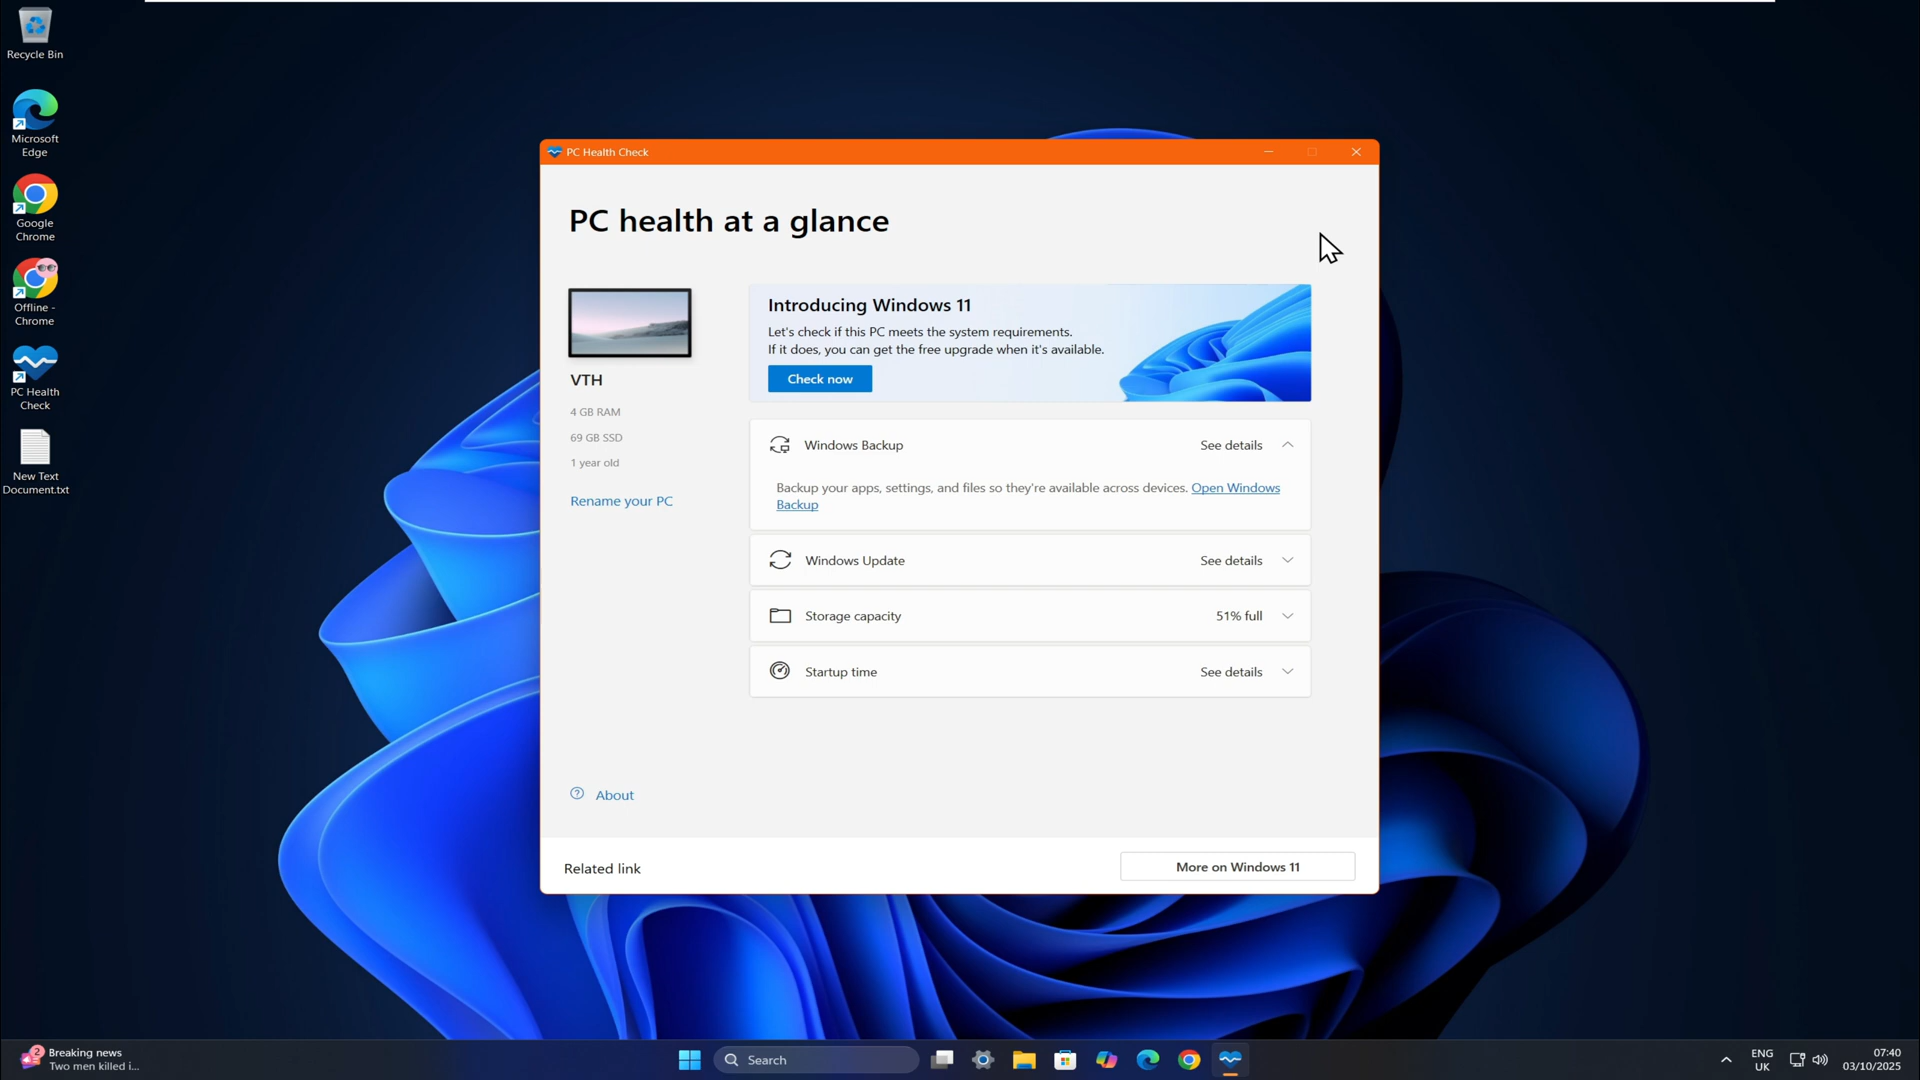 Recycle Bin
Microsoft
Edge
Google
Chrome
Offline -
Chrome
PC Health
Check
New Text
Document.txt
PC Health Check
PC health at a glance
VTH
4 GB RAM
69 GB SSD
1 year old
Rename your PC
Introducing Windows 11
Let's check if this PC meets the system requirements.
If it does, you can get the free upgrade when it's available.
Check now
Windows Backup See details
Backup your apps, settings, and files so they're available across devices. Open Windows
Backup
Windows Update See details
Storage capacity 51% full
Startup time See details
About
Related link
More on Windows 11
2
Breaking news
Two men killed i...
Search
ENG
UK
07:40
03/10/2025